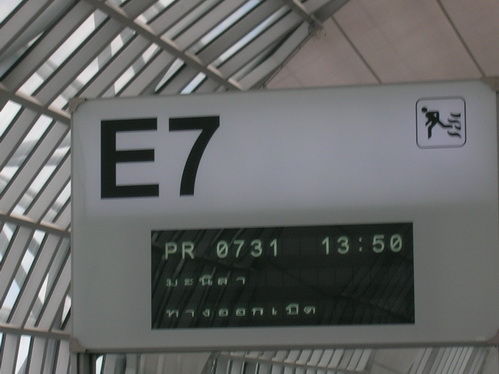 E7
PR 0731 13:50
มะนิลา
ทางออกเปิด